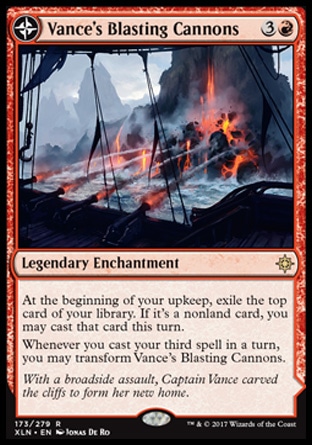 Vance's Blasting Cannons 3
Legendary Enchantment
At the beginning of your upkeep, exile the top
card of your library. If it's a nonland card, you
may cast that card this turn.
Whenever you cast your third spell in a turn,
you may transform Vance's Blasting Cannons.
With a broadside assault, Captain Vance carved
the cliffs to form her new home.
173/279 R
XLN • EN Jonas De Ro
™ & © 2017 Wizards of the Coast